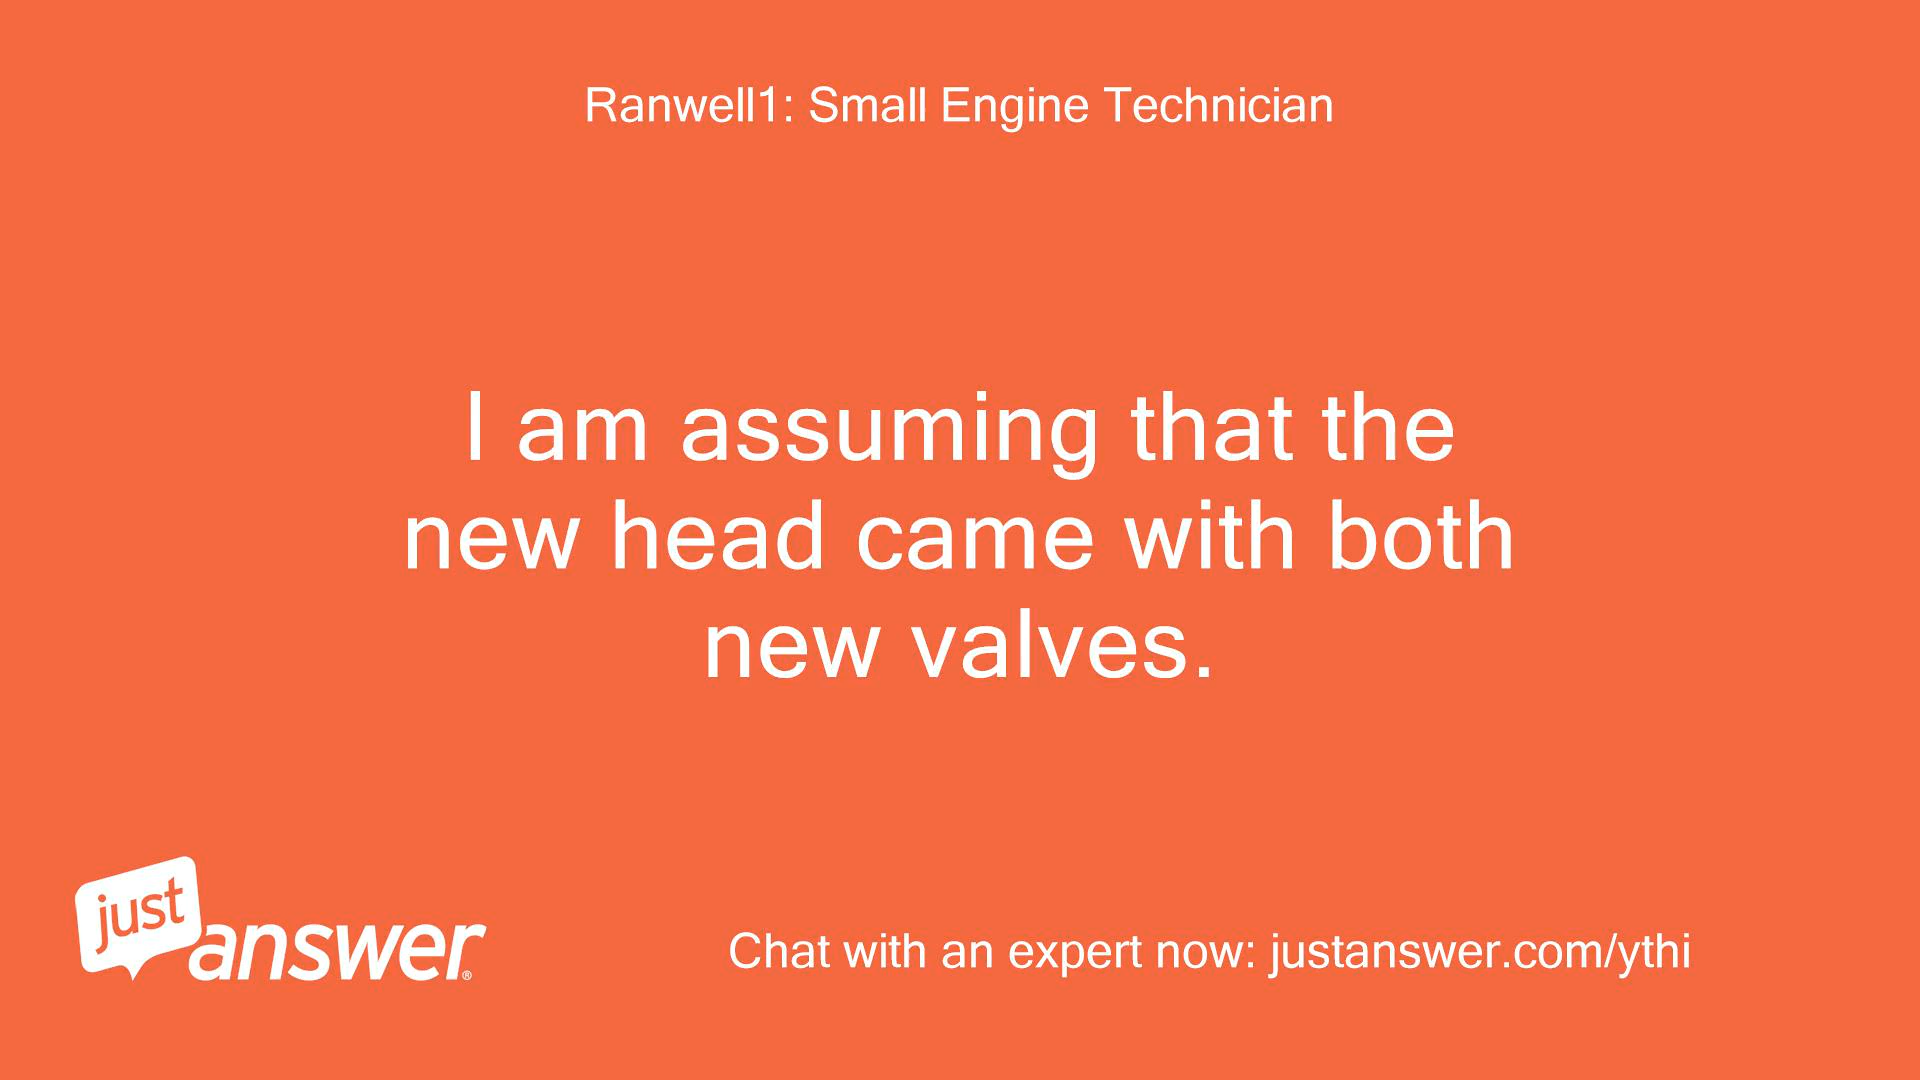 Ranwell1: Small Engine Technician
I am assuming that the
new head came with both
new valves.
just
answer®
Chat with an expert now: justanswer.com/ythi